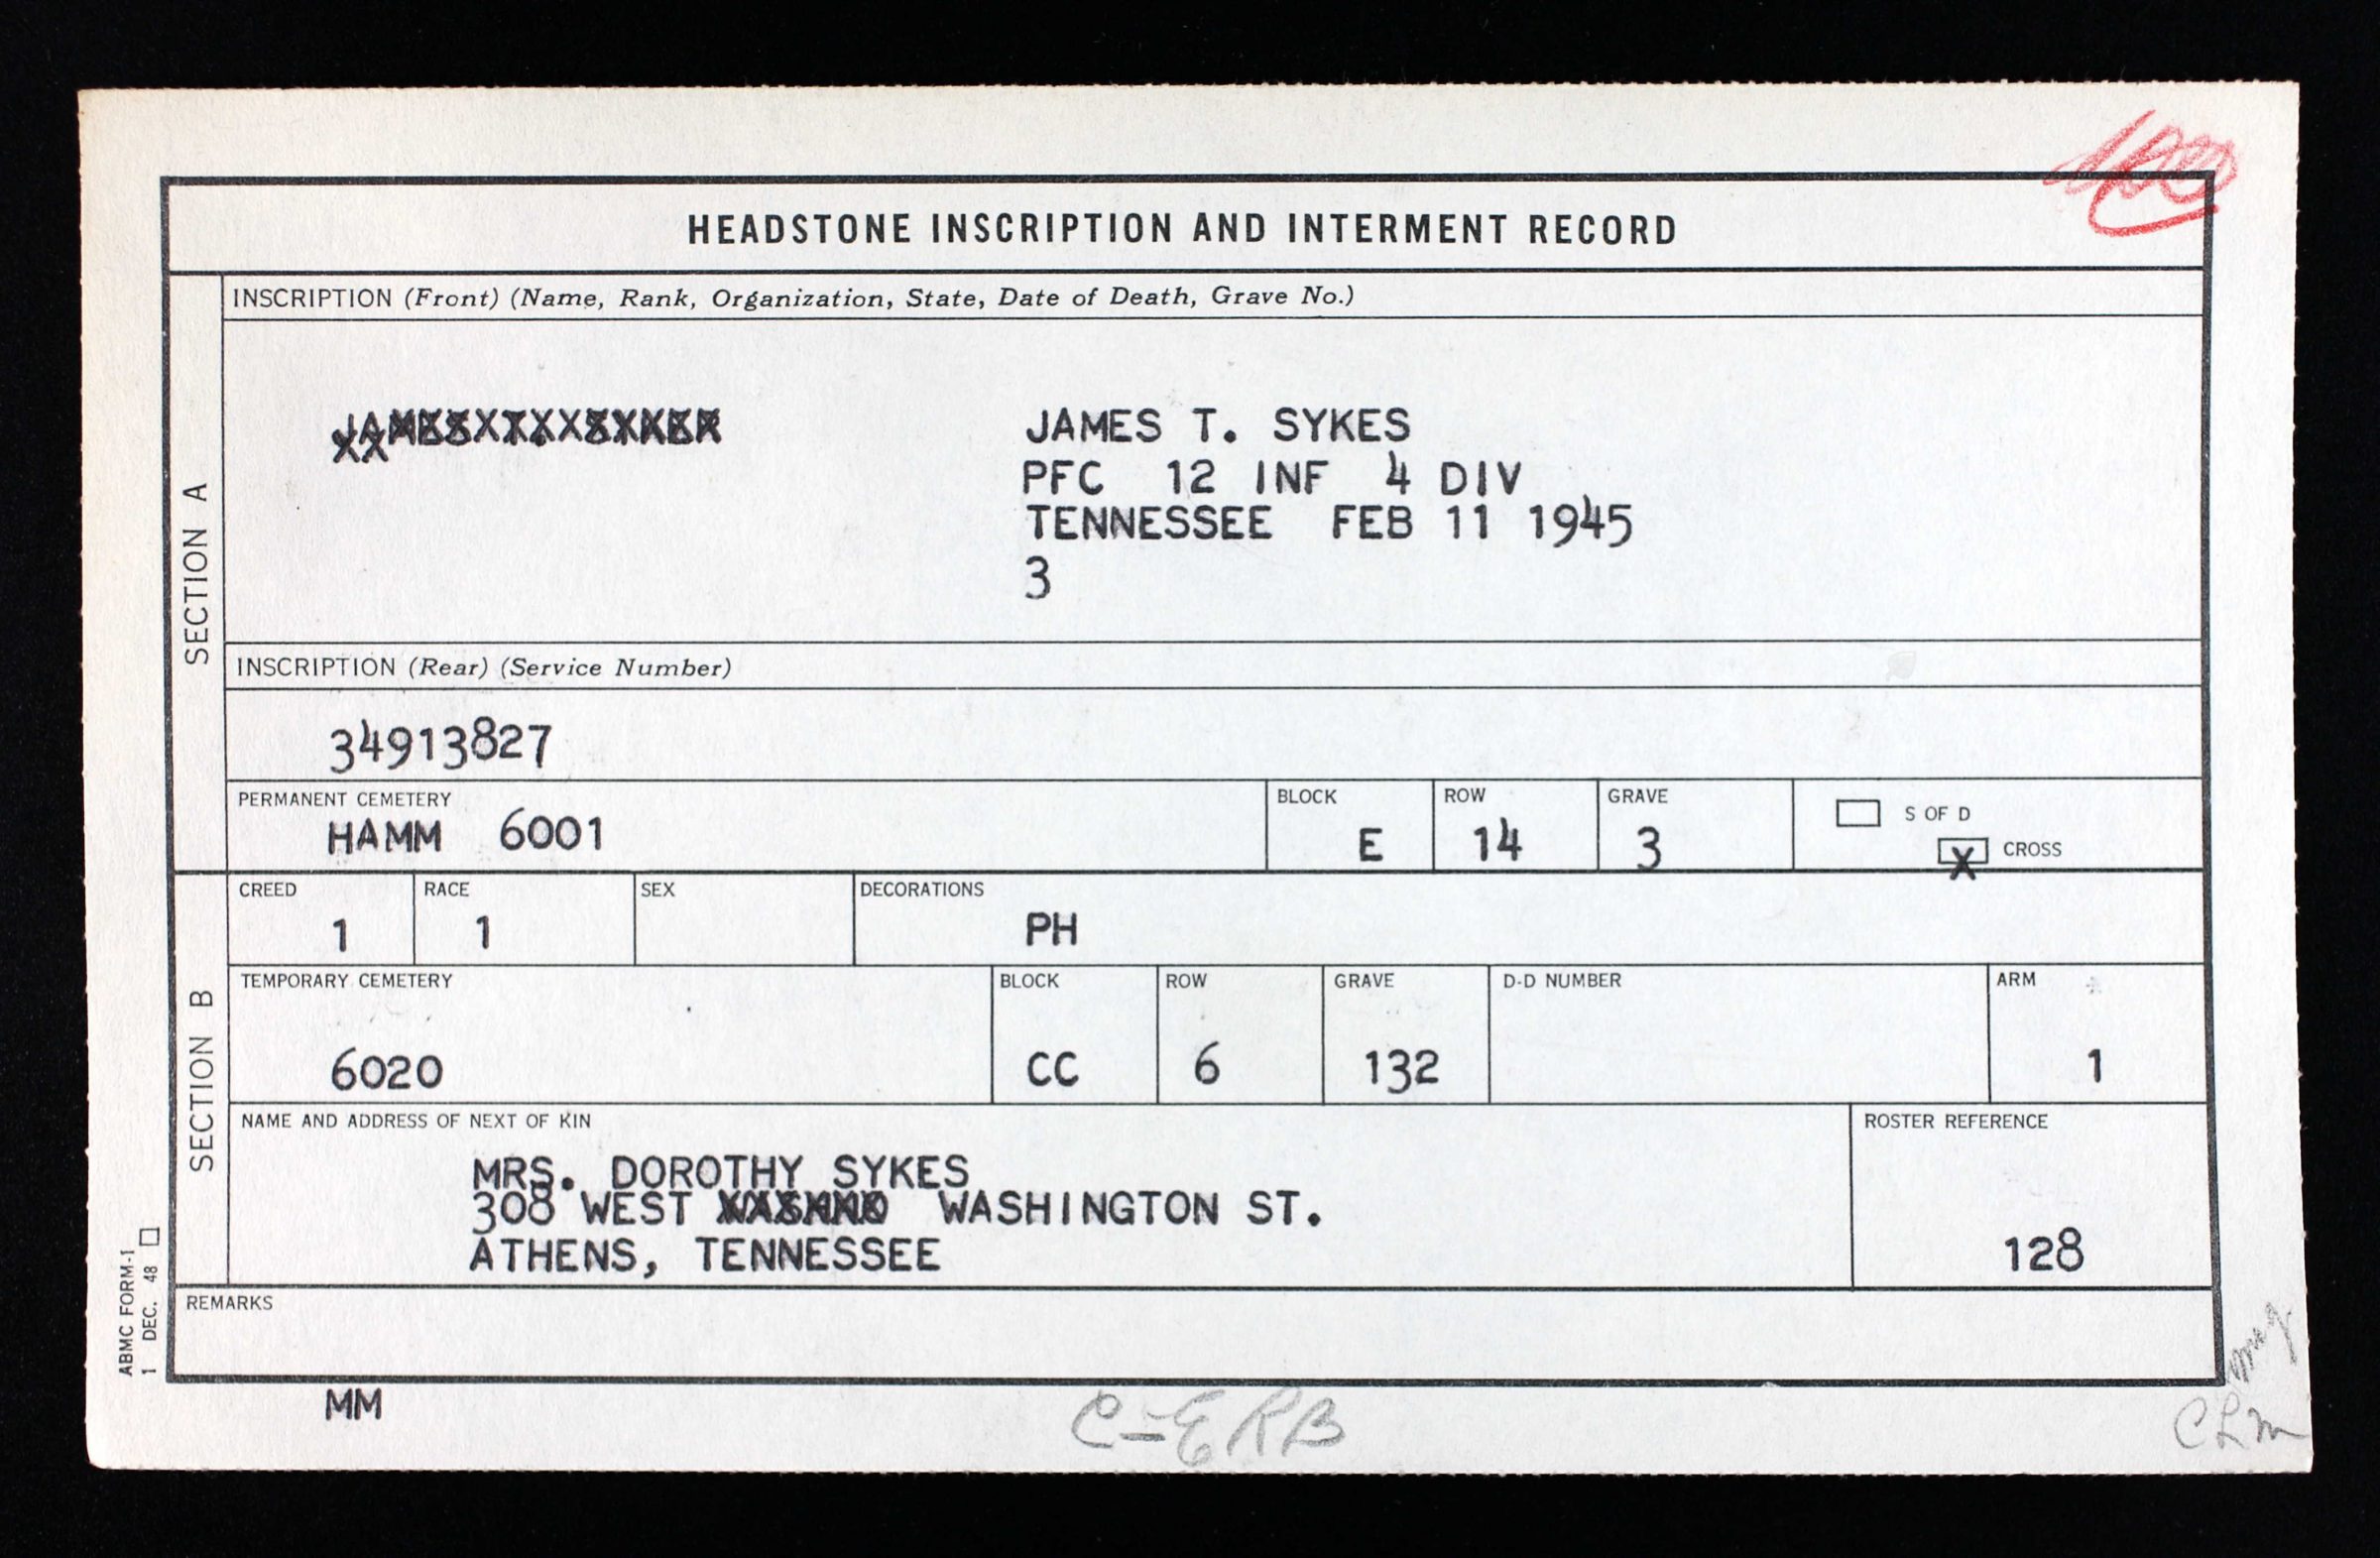 HEADSTONE INSCRIPTION AND INTERMENT RECORD
SECTION A
INSCRIPTION (Front) (Name, Rank, Organization, State, Date of Death, Grave No.)
JAMES T. SYKES
PFC 12 INF 4 DIV
TENNESSEE FEB 11 1945
3
INSCRIPTION (Rear) (Service Number)
34913827
PERMANENT CEMETERY
HAMM 6001
BLOCK
E
ROW
14
GRAVE
3
S OF D
X CROSS
SECTION B
CREED
1
RACE
1
SEX
DECORATIONS
PH
TEMPORARY CEMETERY
6020
BLOCK
CC
ROW
6
GRAVE
132
D-D NUMBER
ARM
1
NAME AND ADDRESS OF NEXT OF KIN
MRS. DOROTHY SYKES
308 WEST WASHINGTON ST.
ATHENS, TENNESSEE
ROSTER REFERENCE
128
REMARKS
ABMC FORM-1
1 DEC. 48
MM
C-ERB
CLM